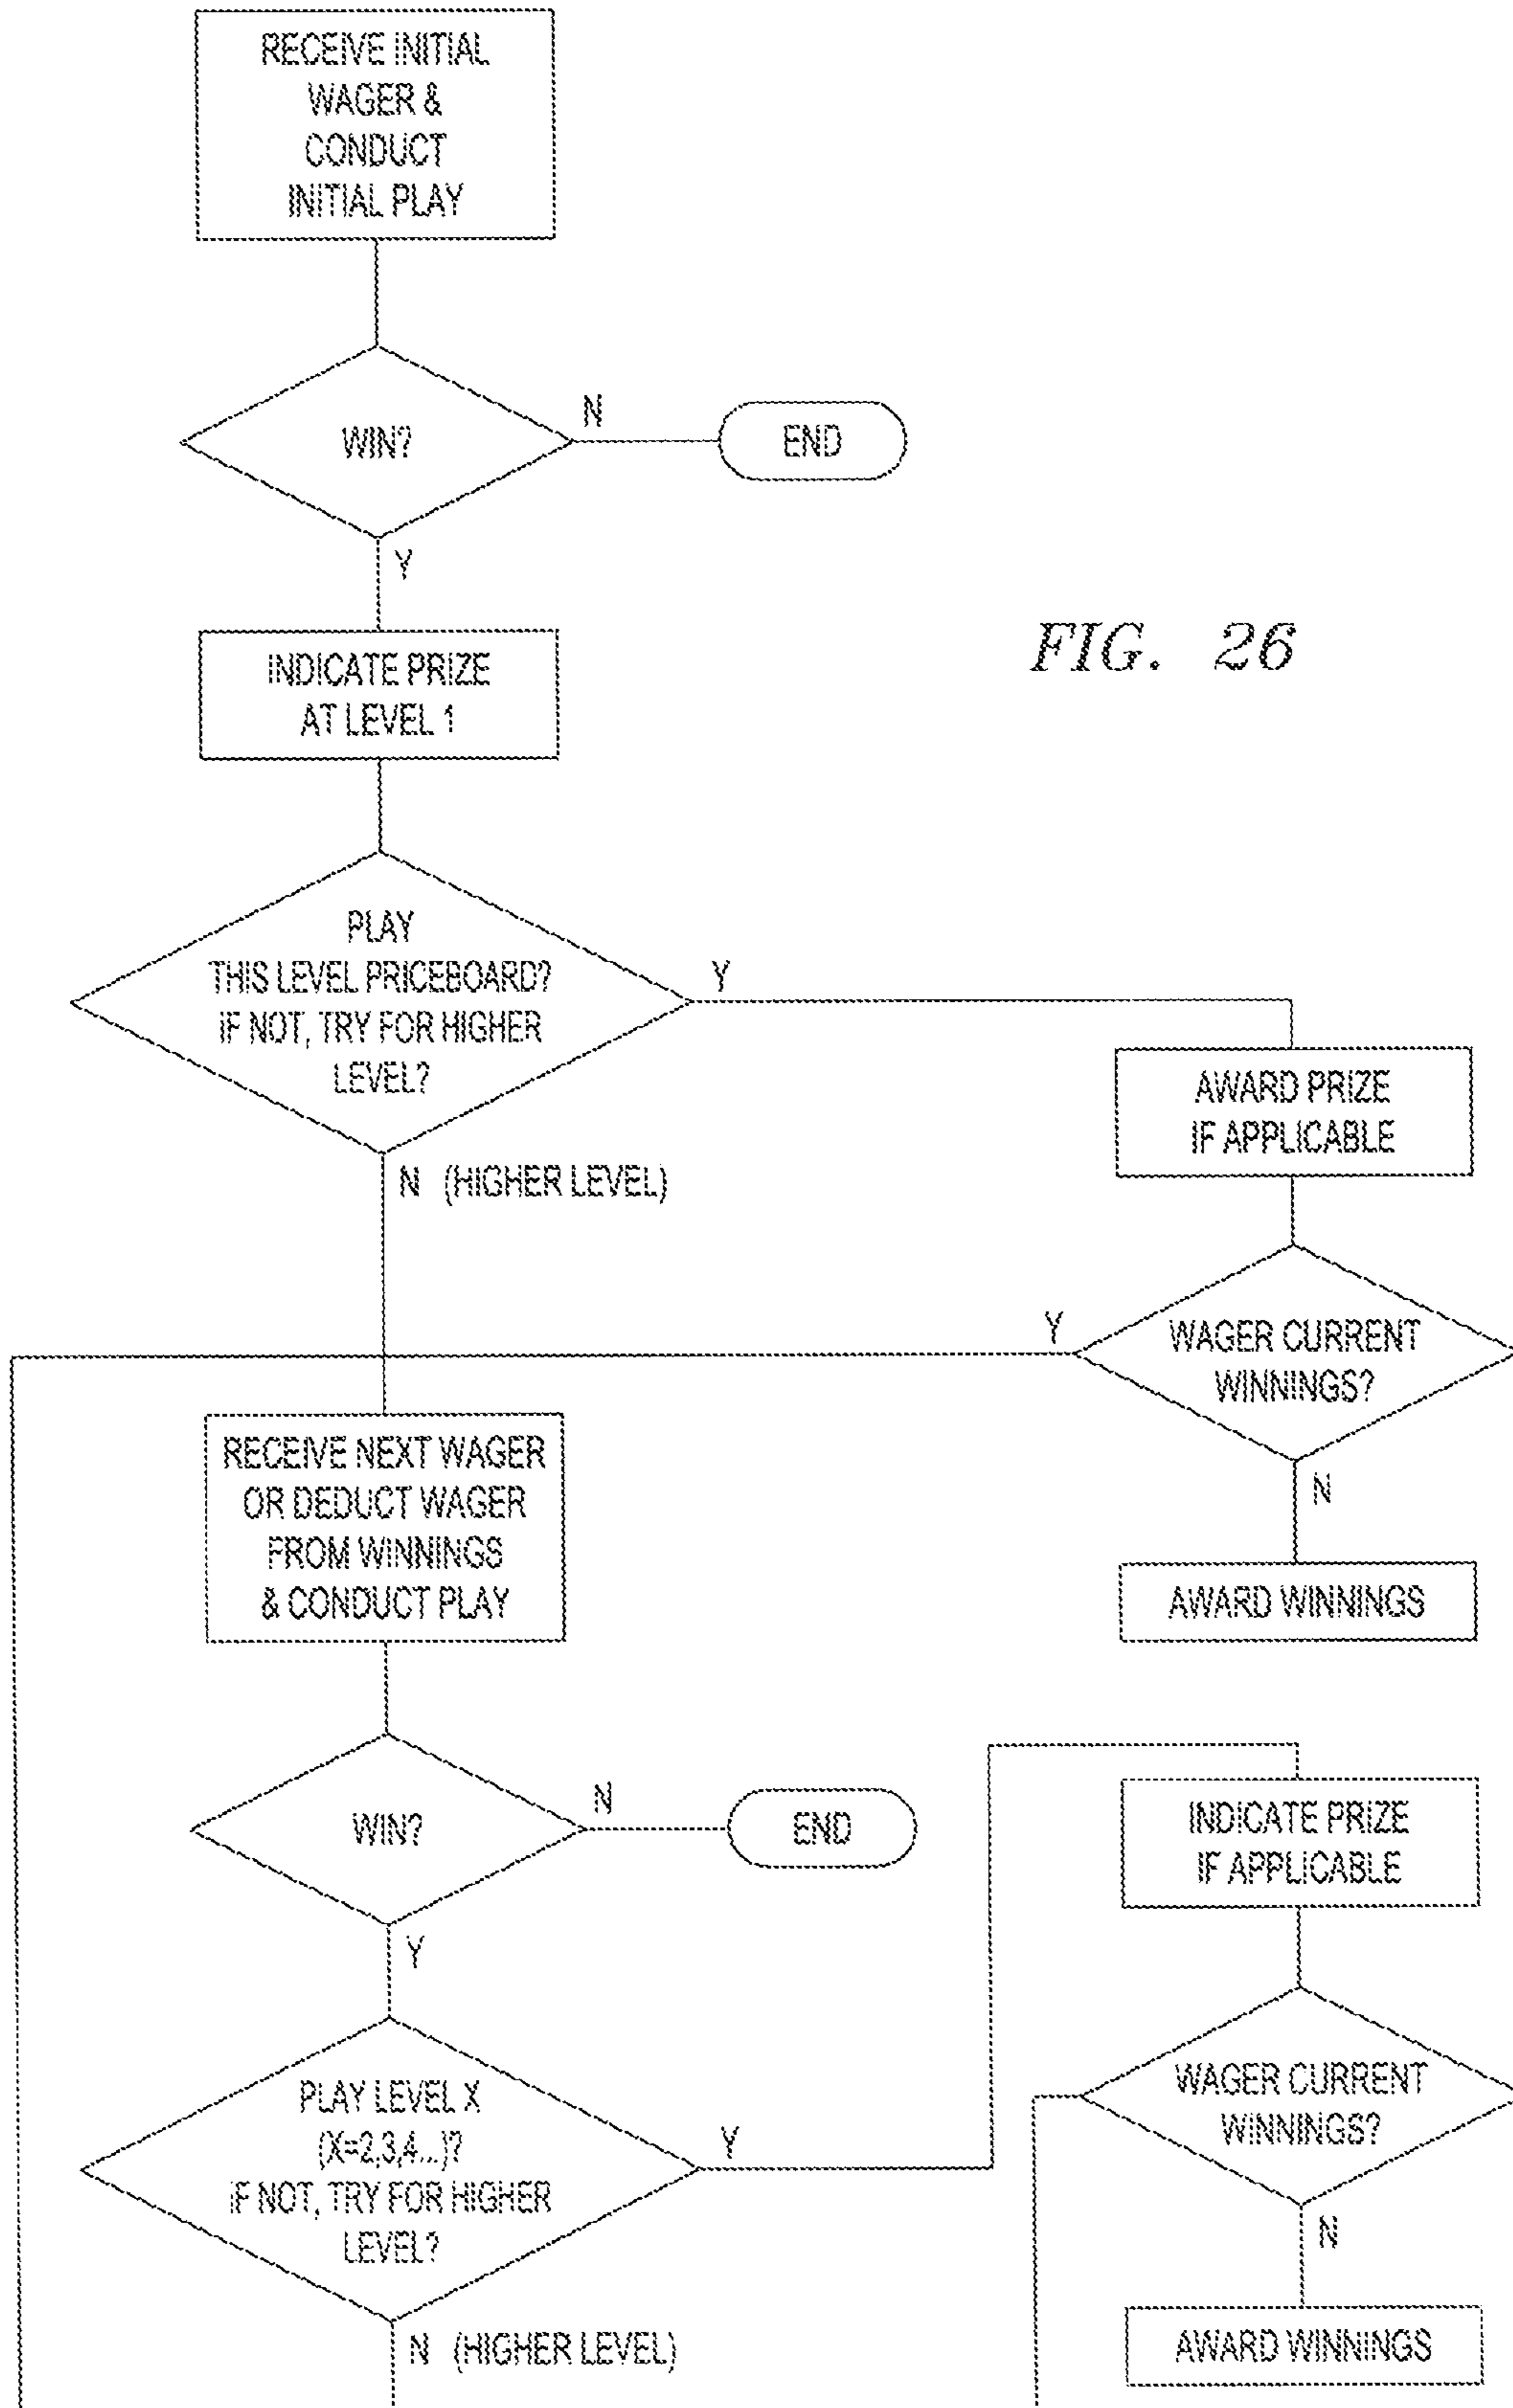 RECEIVE INITIAL
WAGER &
CONDUCT
INITIAL PLAY
WIN?
N
END
Y
INDICATE PRIZE
AT LEVEL 1
FIG. 26
PLAY
THIS LEVEL PRICEBOARD?
IF NOT, TRY FOR HIGHER
LEVEL?
Y
N (HIGHER LEVEL)
AWARD PRIZE
IF APPLICABLE
WAGER CURRENT
WINNINGS?
Y
N
AWARD WINNINGS
RECEIVE NEXT WAGER
OR DEDUCT WAGER
FROM WINNINGS
& CONDUCT PLAY
WIN?
N
END
Y
PLAY LEVEL X
(X=2,3,4...)?
IF NOT, TRY FOR HIGHER
LEVEL?
Y
N (HIGHER LEVEL)
INDICATE PRIZE
IF APPLICABLE
WAGER CURRENT
WINNINGS?
N
AWARD WINNINGS